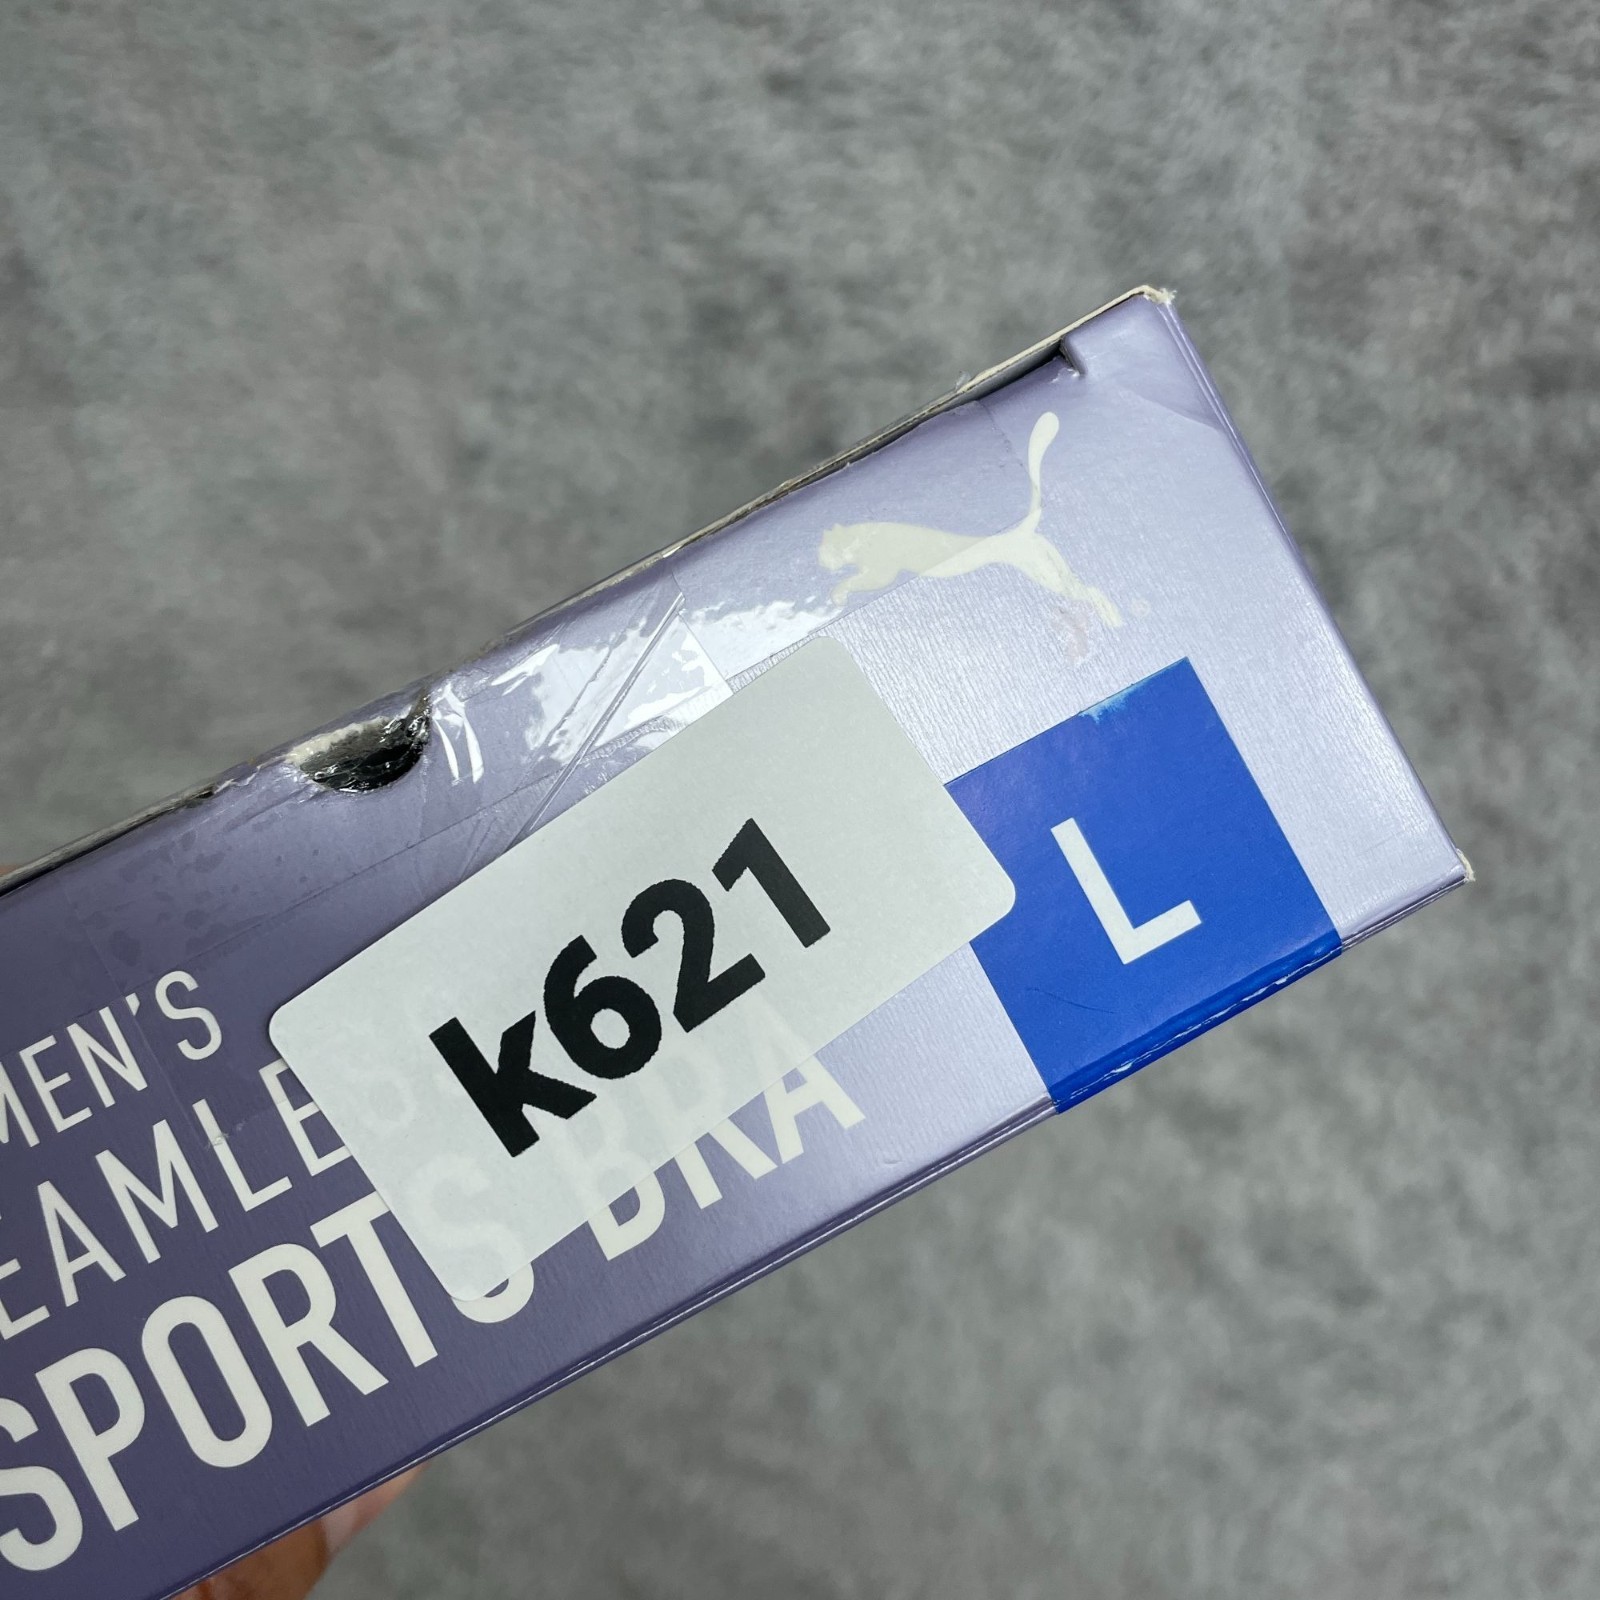 MEN'S
EAMLE
SPORTS BRA
k621
L